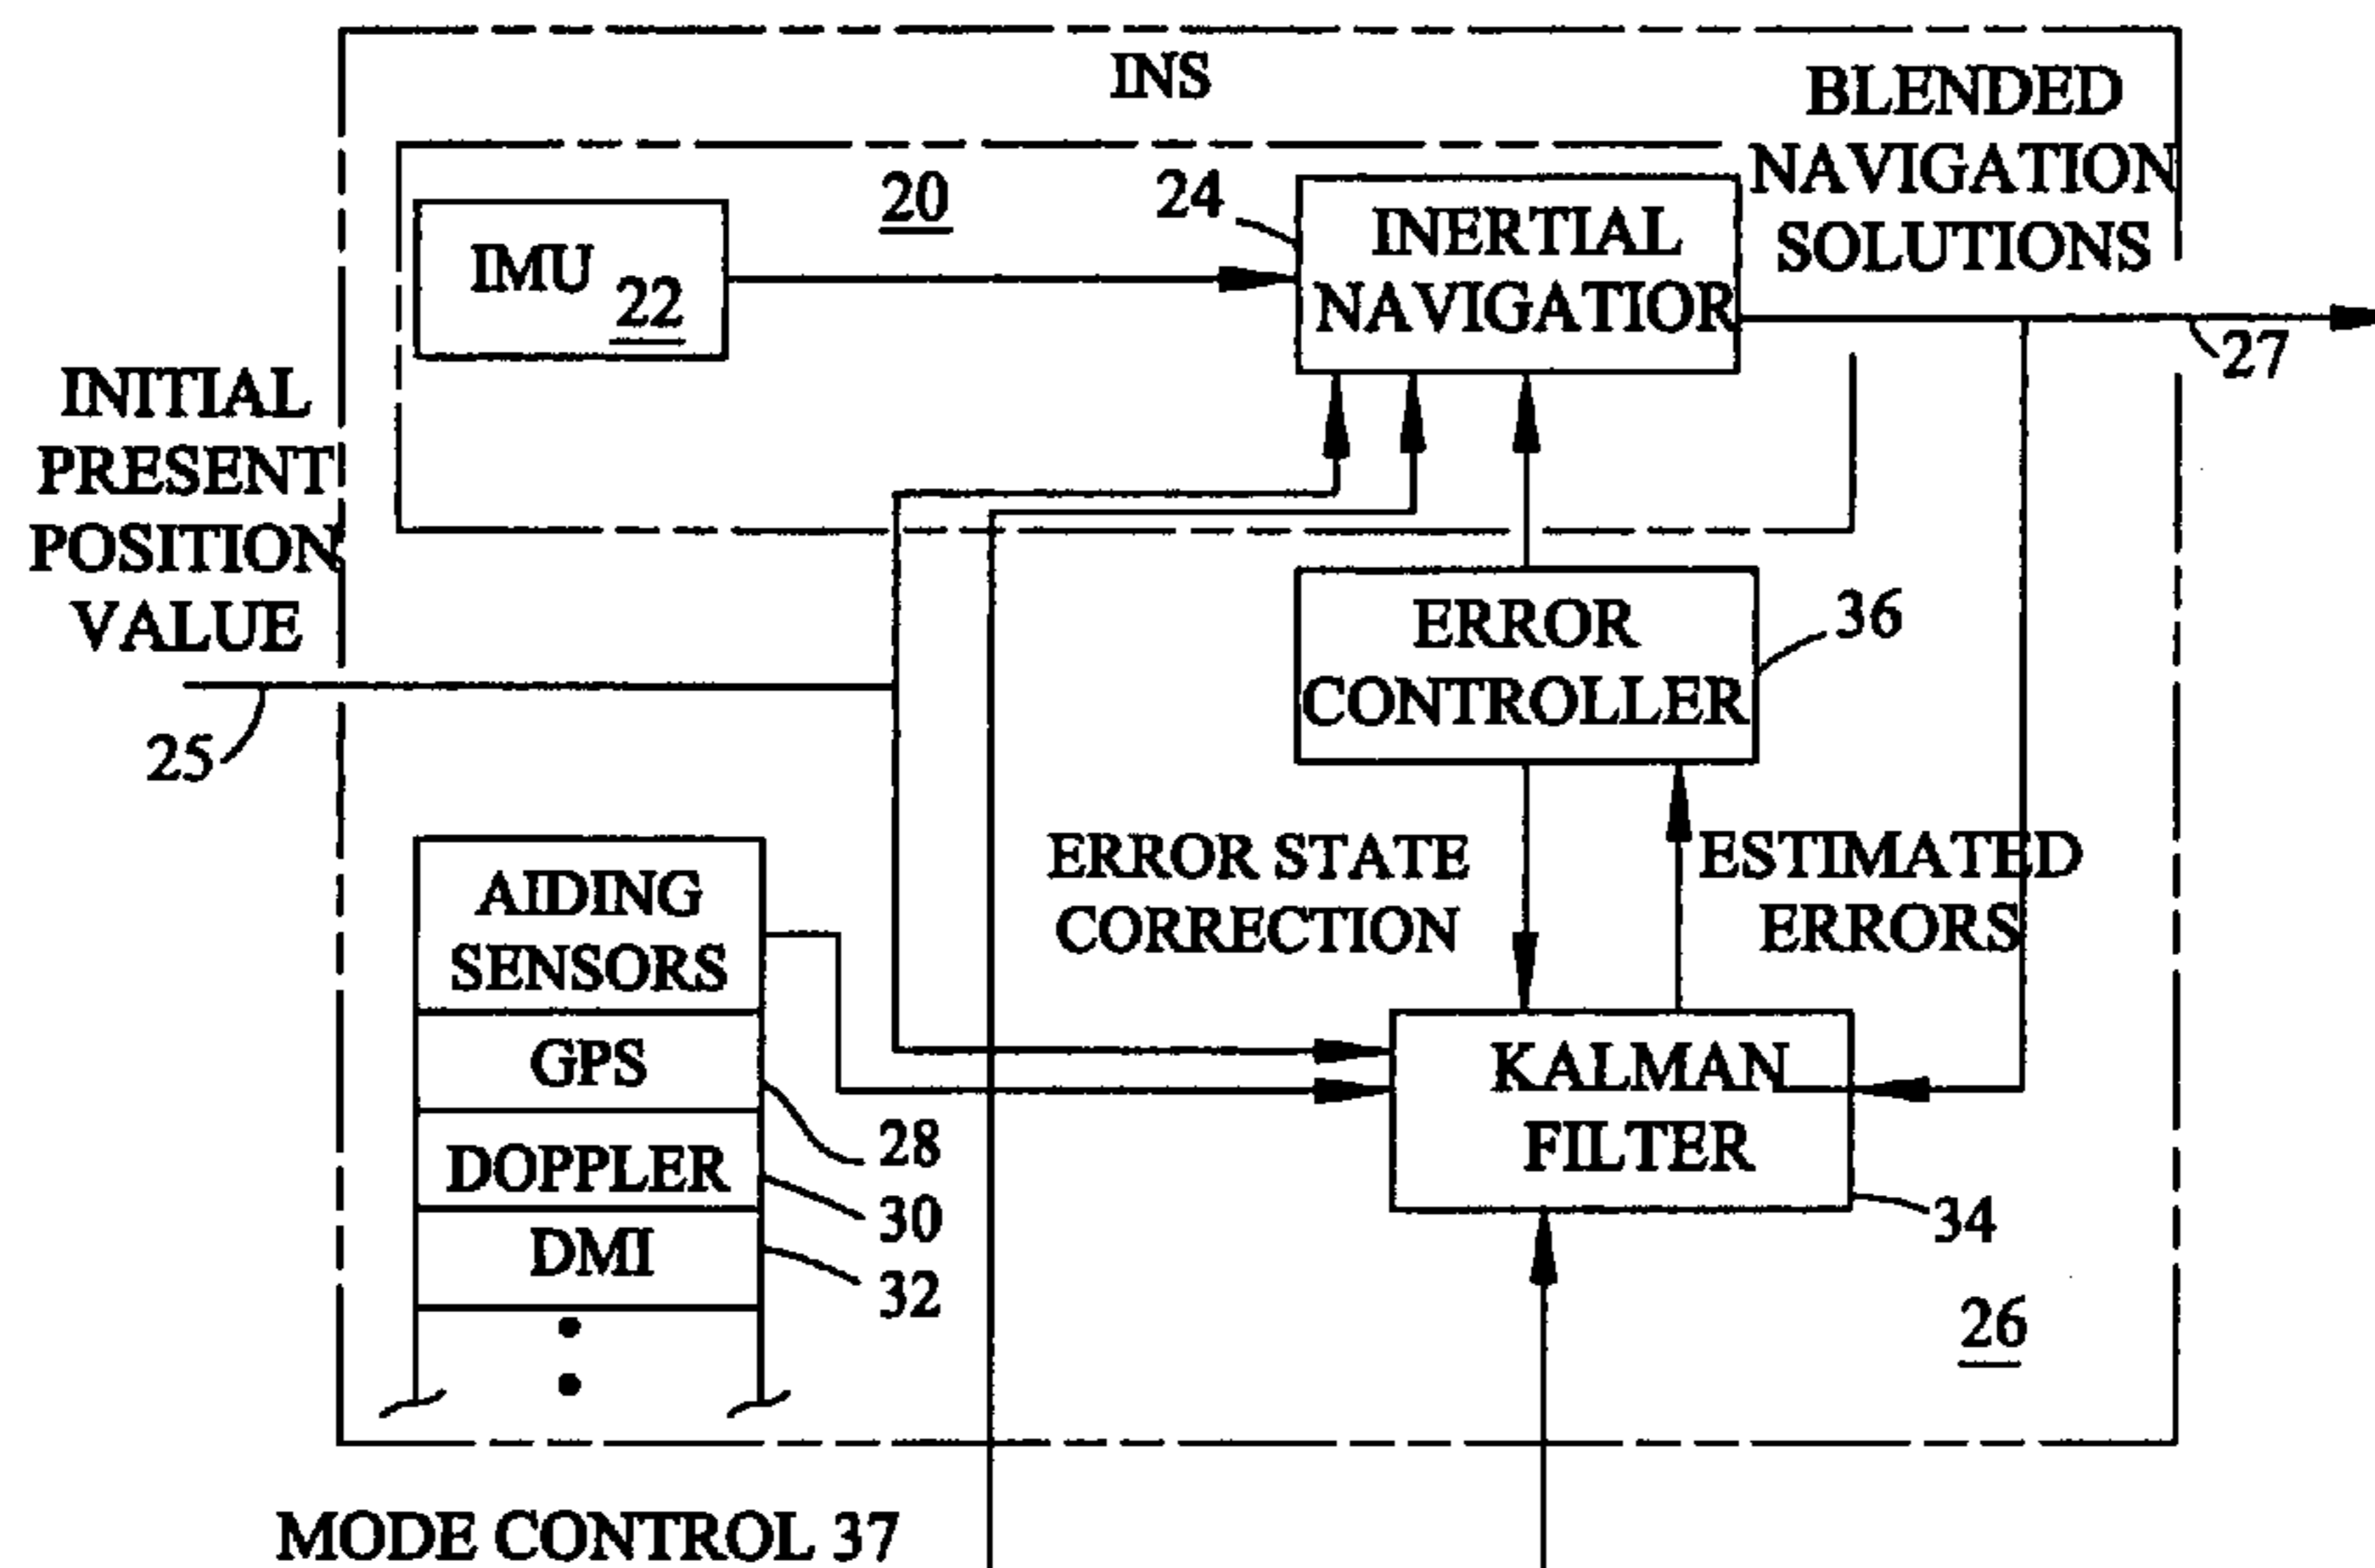 INS
BLENDED
NAVIGATION
SOLUTIONS
20
24
IMU 22
INERTIAL
NAVIGATIOR
27
INITIAL
PRESENT
POSITION
VALUE
25
ERROR
CONTROLLER
36
ERROR STATE
CORRECTION
ESTIMATED
ERRORS
AIDING
SENSORS
GPS
28
DOPPLER
30
DMI
32
KALMAN
FILTER
34
26
MODE CONTROL 37